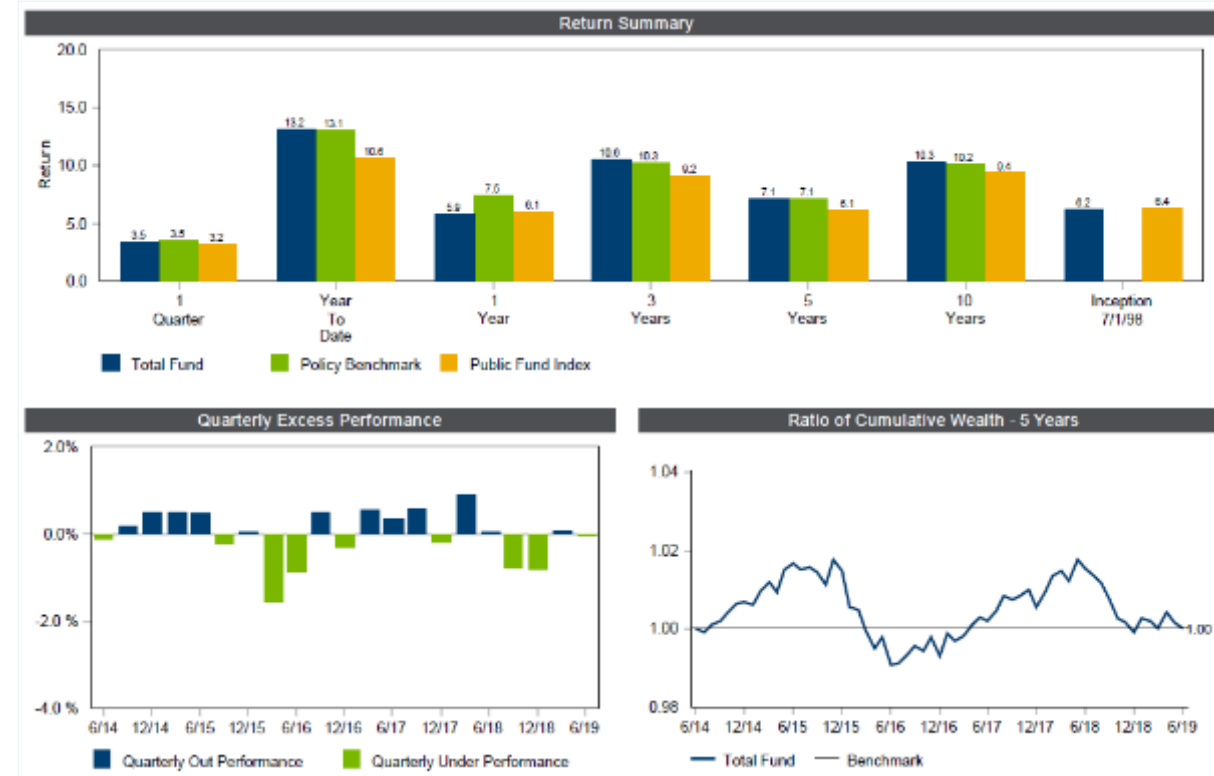 Return Summary
20.0
15.0
10.0
5.0
0.0
Return
3.5 3.5 3.2
13.2 13.1 10.6
5.9 7.5 6.1
10.6 10.3 9.2
7.1 7.1 6.1
10.3 10.2 9.4
6.2 6.4
1 Quarter
Year To Date
1 Year
3 Years
5 Years
10 Years
Inception 7/1/98
Total Fund Policy Benchmark Public Fund Index
Quarterly Excess Performance
2.0%
0.0%
-2.0 %
-4.0 %
6/14 12/14 6/15 12/15 6/16 12/16 6/17 12/17 6/18 12/18 6/19
Quarterly Out Performance Quarterly Under Performance
Ratio of Cumulative Wealth - 5 Years
1.04
1.02
1.00
0.98
1.00
6/14 12/14 6/15 12/15 6/16 12/16 6/17 12/17 6/18 12/18 6/19
Total Fund Benchmark